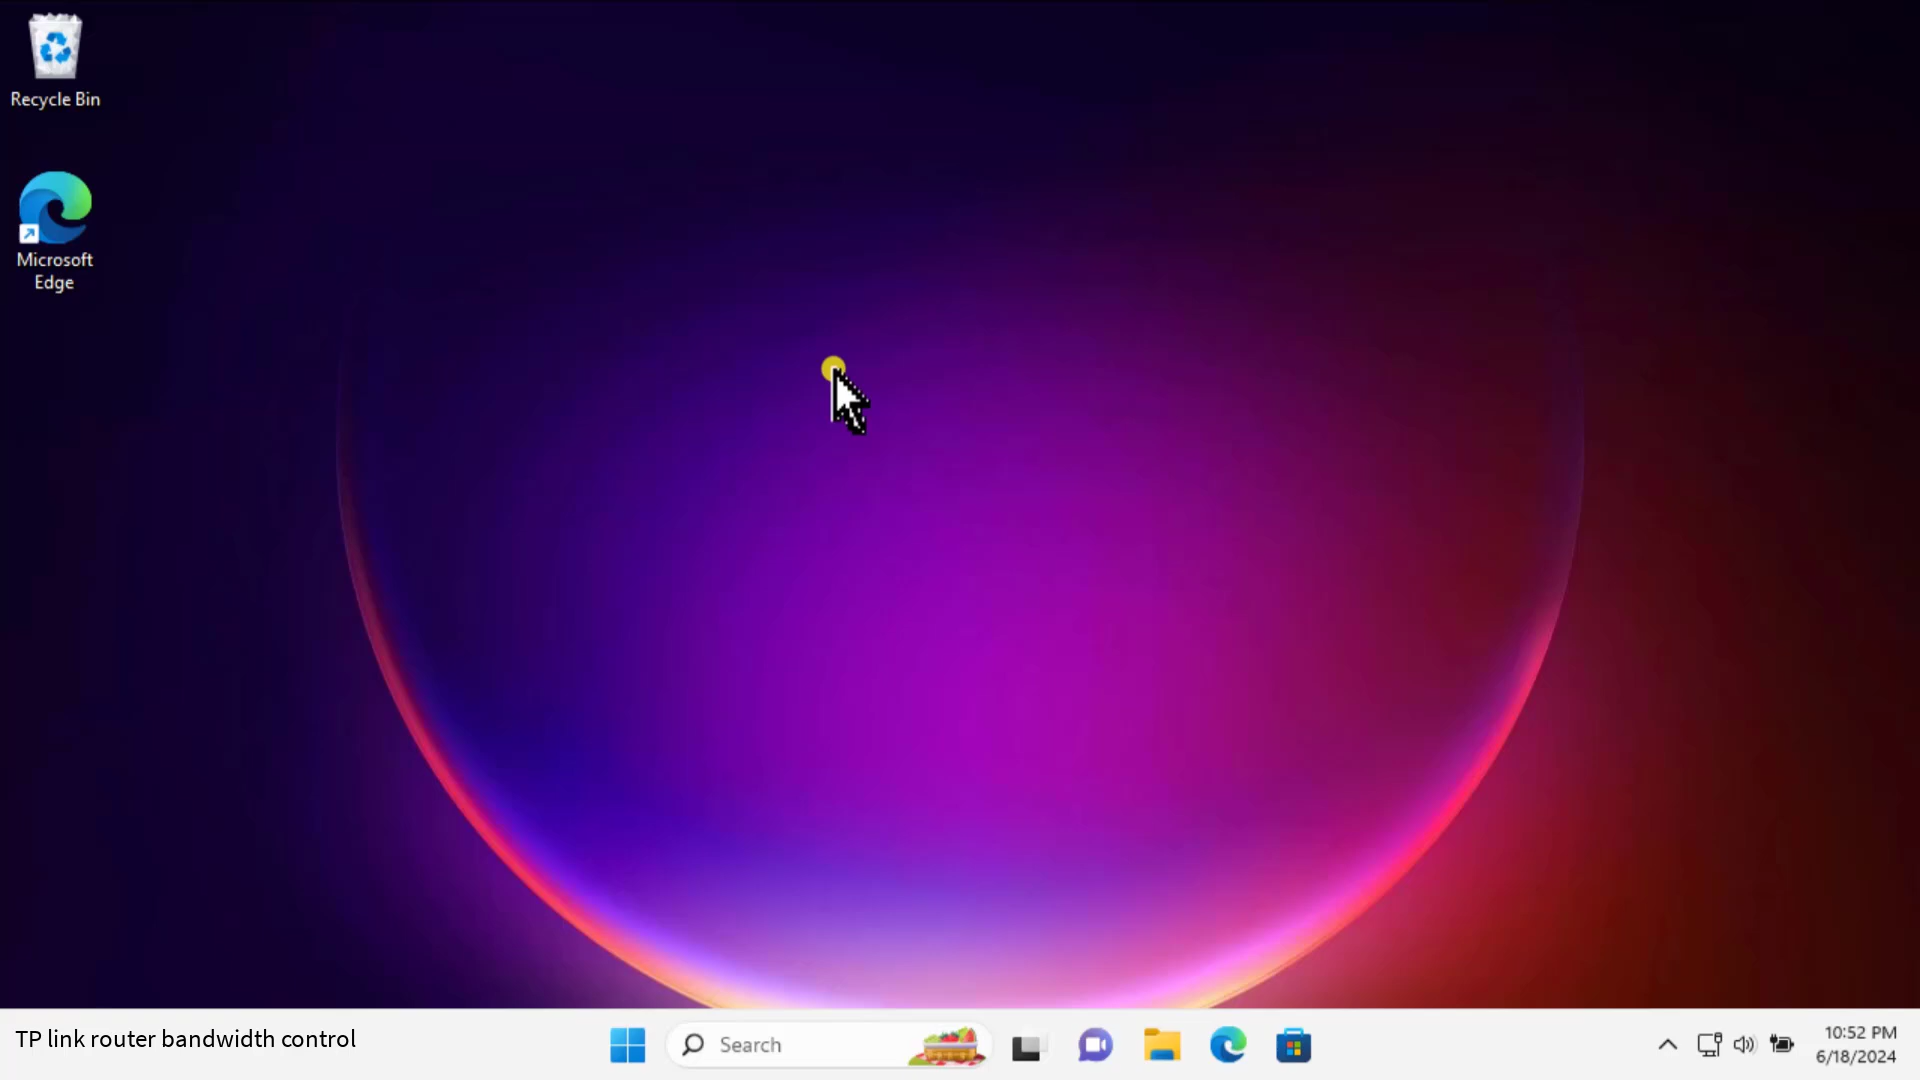 Recycle Bin
Microsoft
Edge
TP link router bandwidth control
Search
10:52 PM
6/18/2024